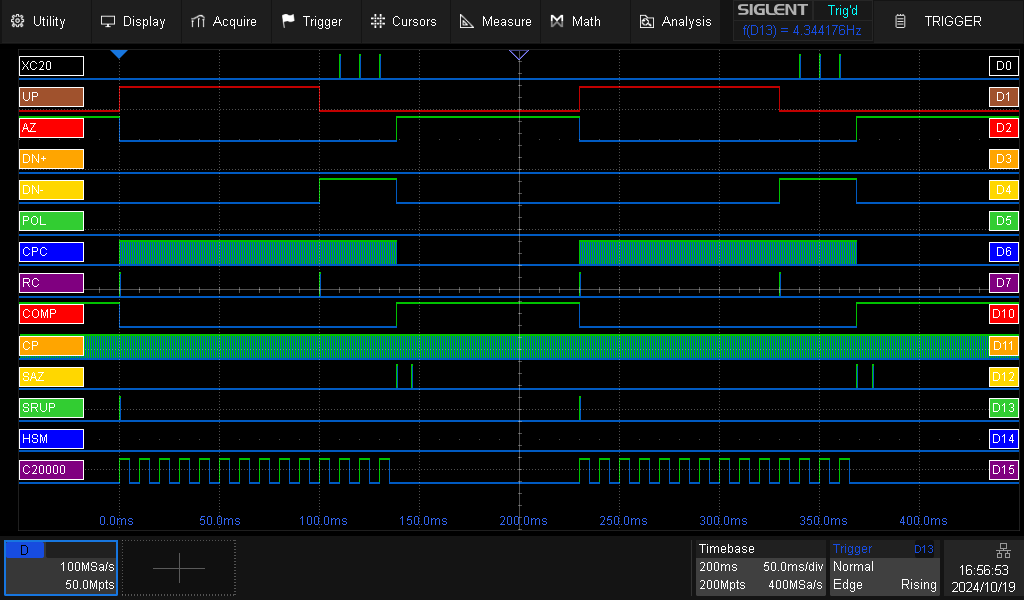 Utility Display Acquire Trigger Cursors Measure Math Analysis SIGLENT Trig'd TRIGGER
f(D13) = 4.344176Hz
XC20 D0
UP D1
AZ D2
DN+ D3
DN- D4
POL D5
CPC D6
RC D7
COMP D10
CP D11
SAZ D12
SRUP D13
HSM D14
C20000 D15
0.0ms 50.0ms 100.0ms 150.0ms 200.0ms 250.0ms 300.0ms 350.0ms 400.0ms
D Timebase Trigger D13
100MSa/s 200ms 50.0ms/div Normal 16:56:53
50.0Mpts 200Mpts 400MSa/s Edge Rising 2024/10/19